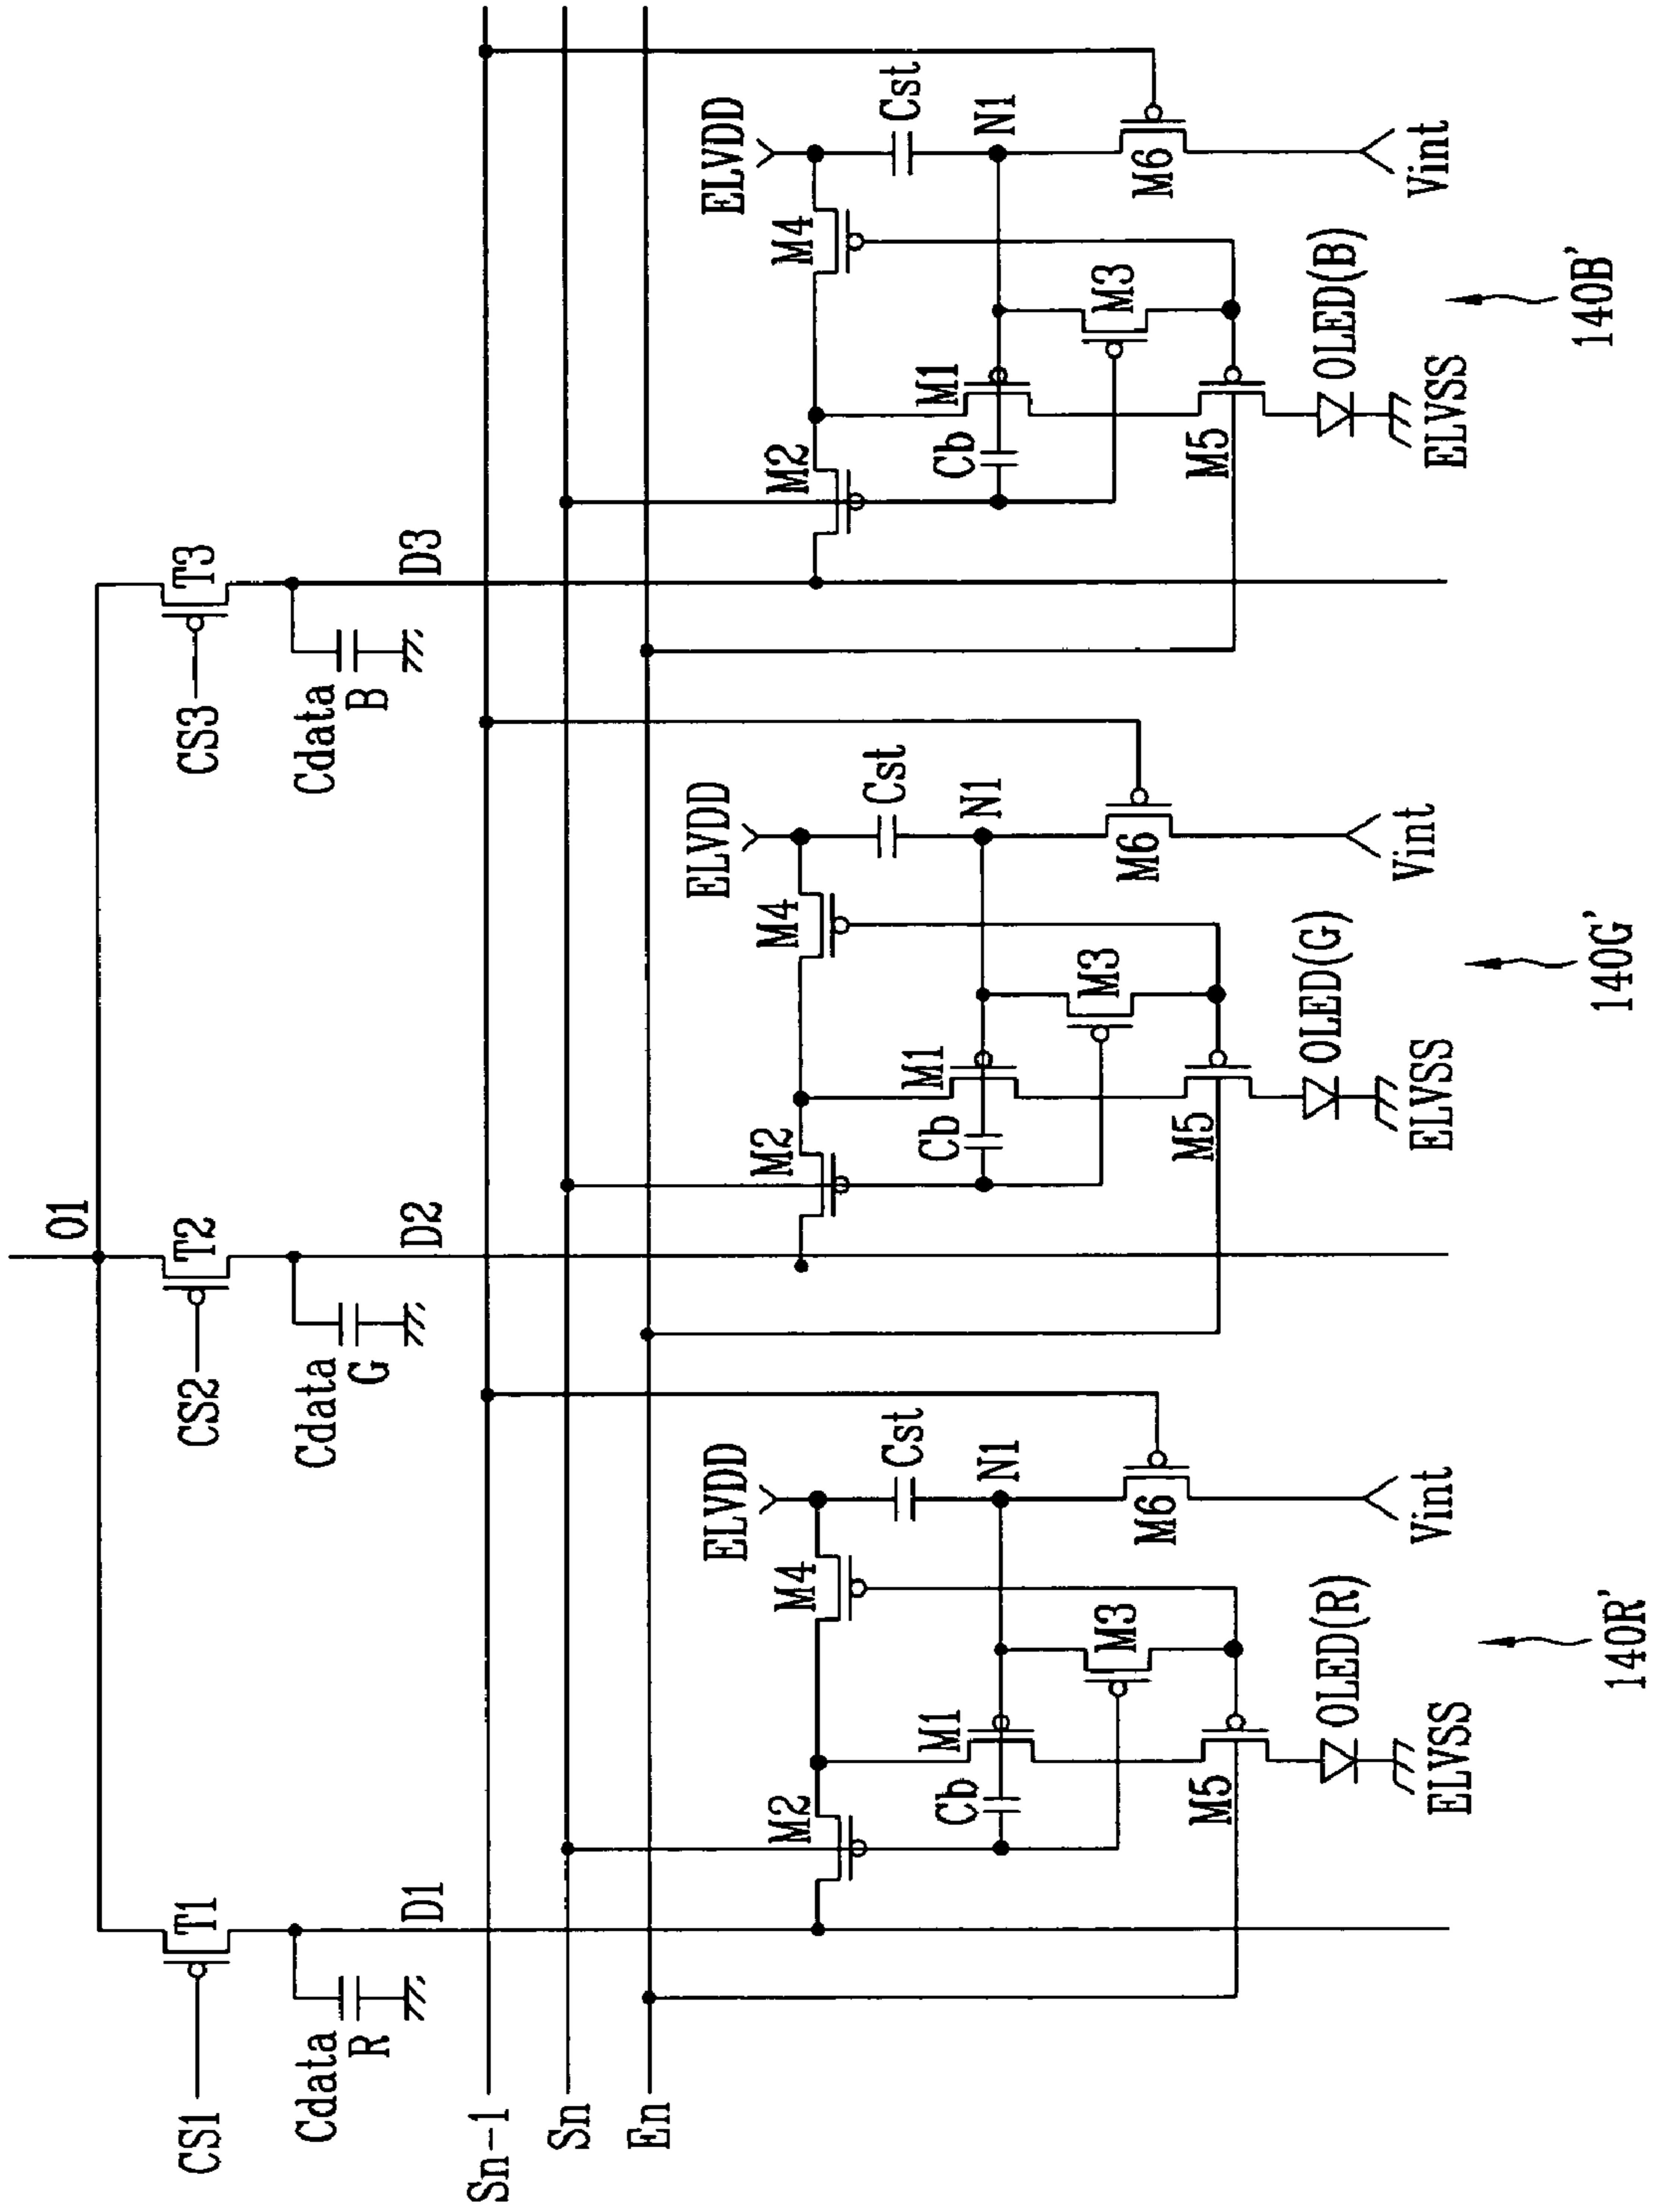 O1
CS1
T1
CS2
T2
CS3
T3
Cdata
R
D1
Cdata
G
D2
Cdata
B
D3
Sn-1
Sn
En
M2
M4
ELVDD
Cst
N1
Cb
M1
M3
M6
M5
OLED(R)
ELVSS
Vint
140R'
M2
M4
ELVDD
Cst
N1
Cb
M1
M3
M6
M5
OLED(G)
ELVSS
Vint
140G'
M2
M4
ELVDD
Cst
N1
Cb
M1
M3
M6
M5
OLED(B)
ELVSS
Vint
140B'